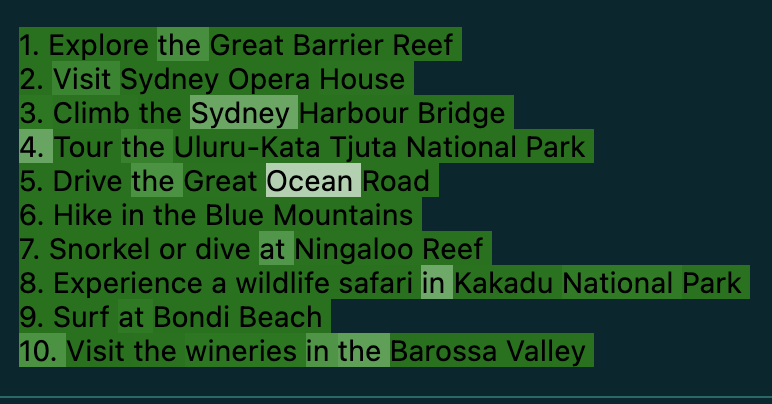 1. Explore the Great Barrier Reef
2. Visit Sydney Opera House
3. Climb the Sydney Harbour Bridge
4. Tour the Uluru-Kata Tjuta National Park
5. Drive the Great Ocean Road
6. Hike in the Blue Mountains
7. Snorkel or dive at Ningaloo Reef
8. Experience a wildlife safari in Kakadu National Park
9. Surf at Bondi Beach
10. Visit the wineries in the Barossa Valley